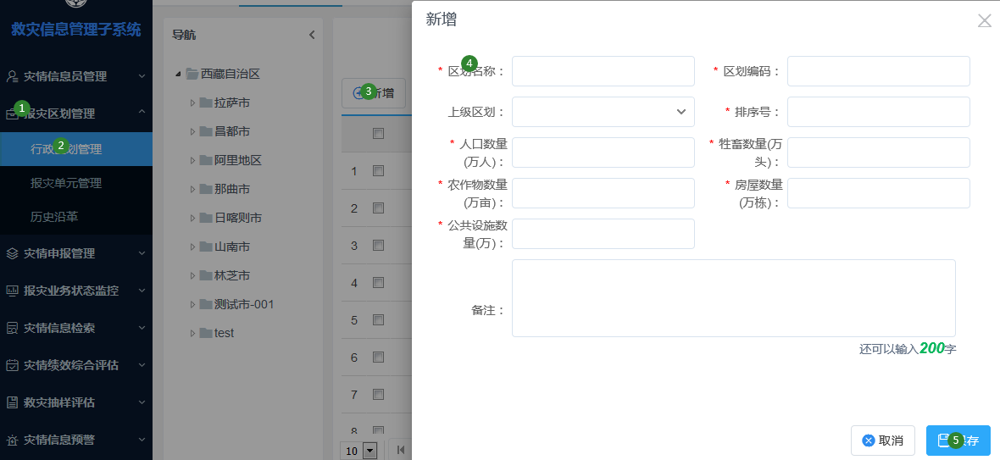 救灾信息管理子系统
灾情信息员管理
1
报灾区划管理
2
行政区划管理
报灾单元管理
历史沿革
灾情申报管理
报灾业务状态监控
灾情信息检索
灾情绩效综合评估
救灾抽样评估
灾情信息预警
导航
西藏自治区
拉萨市
昌都市
阿里地区
那曲市
日喀则市
山南市
林芝市
测试市-001
test
3
新增
1
2
3
4
5
6
7
8
10
新增
4
* 区划名称：
* 区划编码：
上级区划：
* 排序号：
* 人口数量
(万人)：
* 牲畜数量(万
头)：
* 农作物数量
(万亩)：
* 房屋数量
(万栋)：
* 公共设施数
量(万)：
备注：
还可以输入200字
取消
5
保存